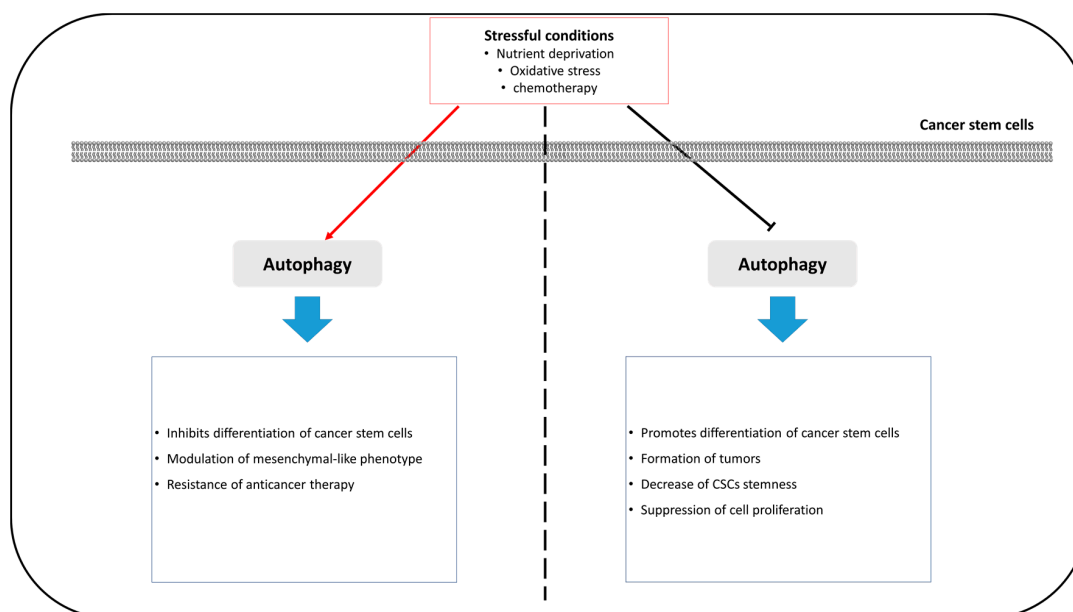 Stressful conditions
• Nutrient deprivation
• Oxidative stress
• chemotherapy
Cancer stem cells
Autophagy
Autophagy
• Inhibits differentiation of cancer stem cells
• Modulation of mesenchymal-like phenotype
• Resistance of anticancer therapy
• Promotes differentiation of cancer stem cells
• Formation of tumors
• Decrease of CSCs stemness
• Suppression of cell proliferation